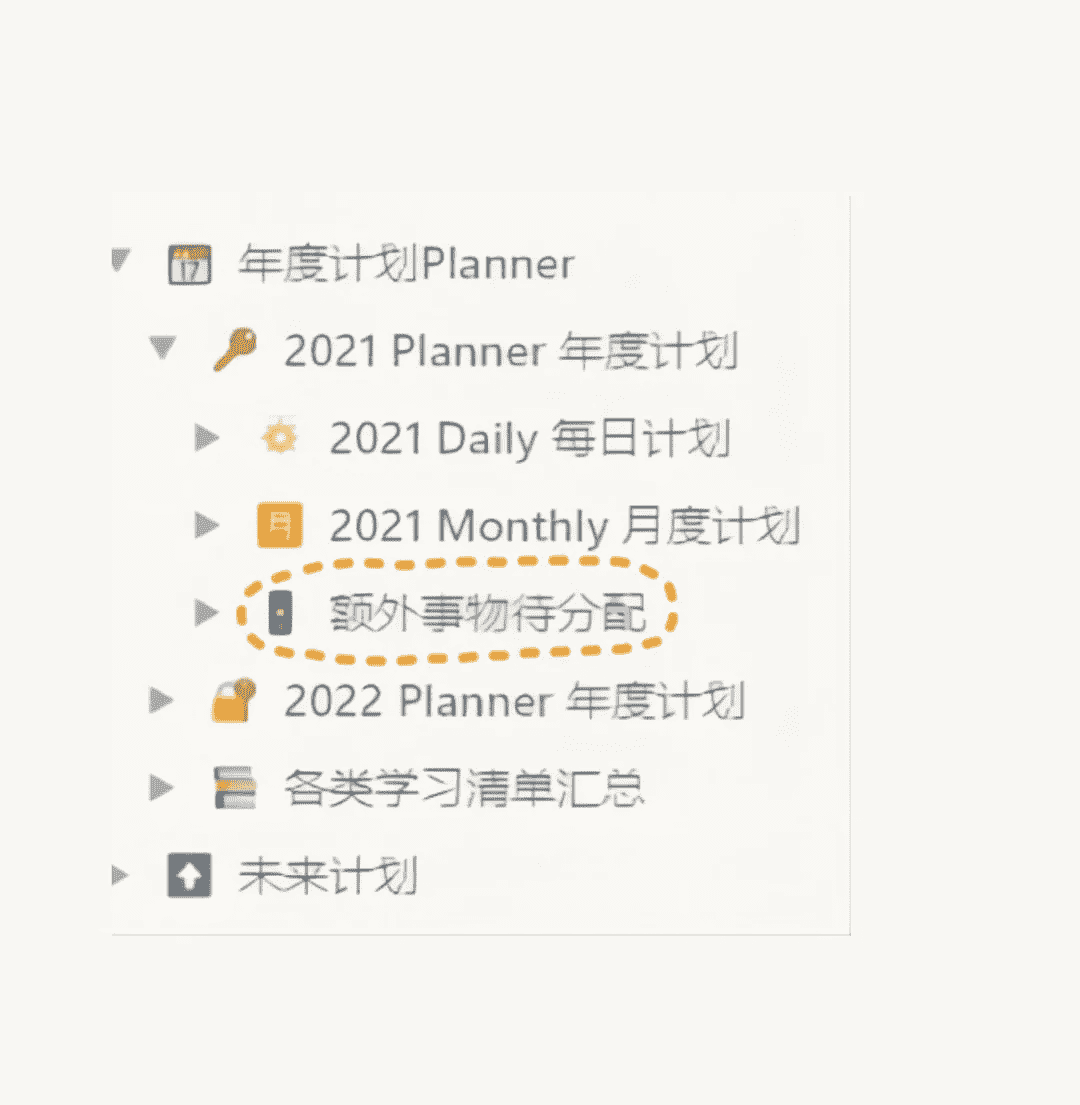 17
年度计划Planner
2021 Planner 年度计划
2021 Daily 每日计划
月
2021 Monthly 月度计划
额外事物待分配
2022 Planner 年度计划
各类学习清单汇总
未来计划